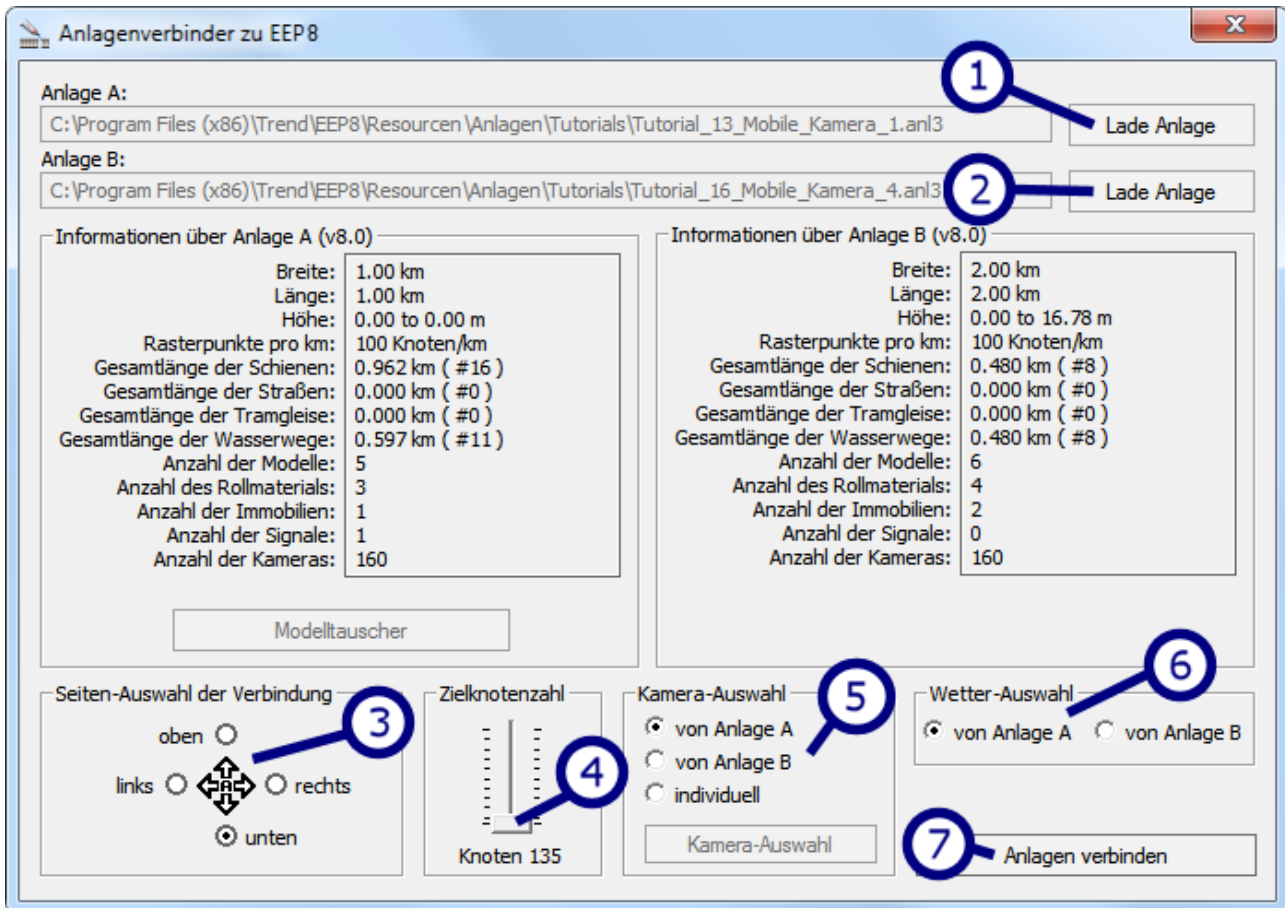 Anlagenverbinder zu EEP8
1
Anlage A:
C:\Program Files (x86)\Trend\EEP8\Resourcen\Anlagen\Tutorials\Tutorial_13_Mobile_Kamera_1.anl3
Lade Anlage
Anlage B:
2
C:\Program Files (x86)\Trend\EEP8\Resourcen\Anlagen\Tutorials\Tutorial_16_Mobile_Kamera_4.anl3
Lade Anlage
Informationen über Anlage A (v8.0)
Breite: 1.00 km
Länge: 1.00 km
Höhe: 0.00 to 0.00 m
Rasterpunkte pro km: 100 Knoten/km
Gesamtlänge der Schienen: 0.962 km ( #16 )
Gesamtlänge der Straßen: 0.000 km ( #0 )
Gesamtlänge der Tramgleise: 0.000 km ( #0 )
Gesamtlänge der Wasserwege: 0.597 km ( #11 )
Anzahl der Modelle: 5
Anzahl des Rollmaterials: 3
Anzahl der Immobilien: 1
Anzahl der Signale: 1
Anzahl der Kameras: 160
Modelltauscher
Informationen über Anlage B (v8.0)
Breite: 2.00 km
Länge: 2.00 km
Höhe: 0.00 to 16.78 m
Rasterpunkte pro km: 100 Knoten/km
Gesamtlänge der Schienen: 0.480 km ( #8 )
Gesamtlänge der Straßen: 0.000 km ( #0 )
Gesamtlänge der Tramgleise: 0.000 km ( #0 )
Gesamtlänge der Wasserwege: 0.480 km ( #8 )
Anzahl der Modelle: 6
Anzahl des Rollmaterials: 4
Anzahl der Immobilien: 2
Anzahl der Signale: 0
Anzahl der Kameras: 160
Seiten-Auswahl der Verbindung
3
oben
links A rechts
unten
Zielknotenzahl
4
Knoten 135
Kamera-Auswahl
5
von Anlage A
von Anlage B
individuell
Kamera-Auswahl
6
Wetter-Auswahl
von Anlage A von Anlage B
7
Anlagen verbinden